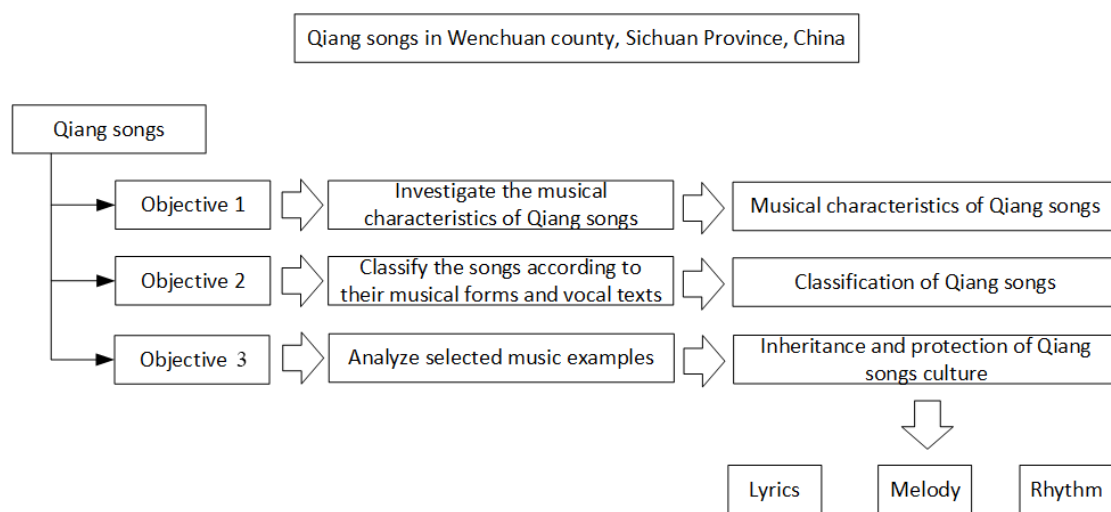 Qiang songs in Wenchuan county, Sichuan Province, China
Qiang songs
Objective 1
Investigate the musical
characteristics of Qiang songs
Musical characteristics of Qiang songs
Objective 2
Classify the songs according to
their musical forms and vocal texts
Classification of Qiang songs
Objective 3
Analyze selected music examples
Inheritance and protection of Qiang
songs culture
Lyrics
Melody
Rhythm